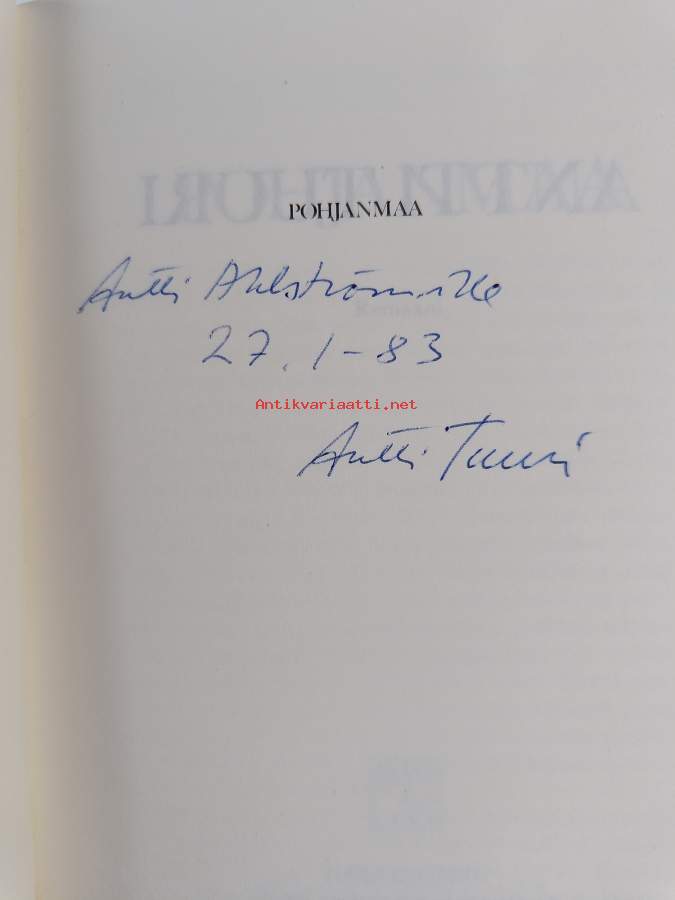 POHJANMAA
Antti Ahlströmille
27.1-83
Antikvariaatti.net
Antti Tuuri